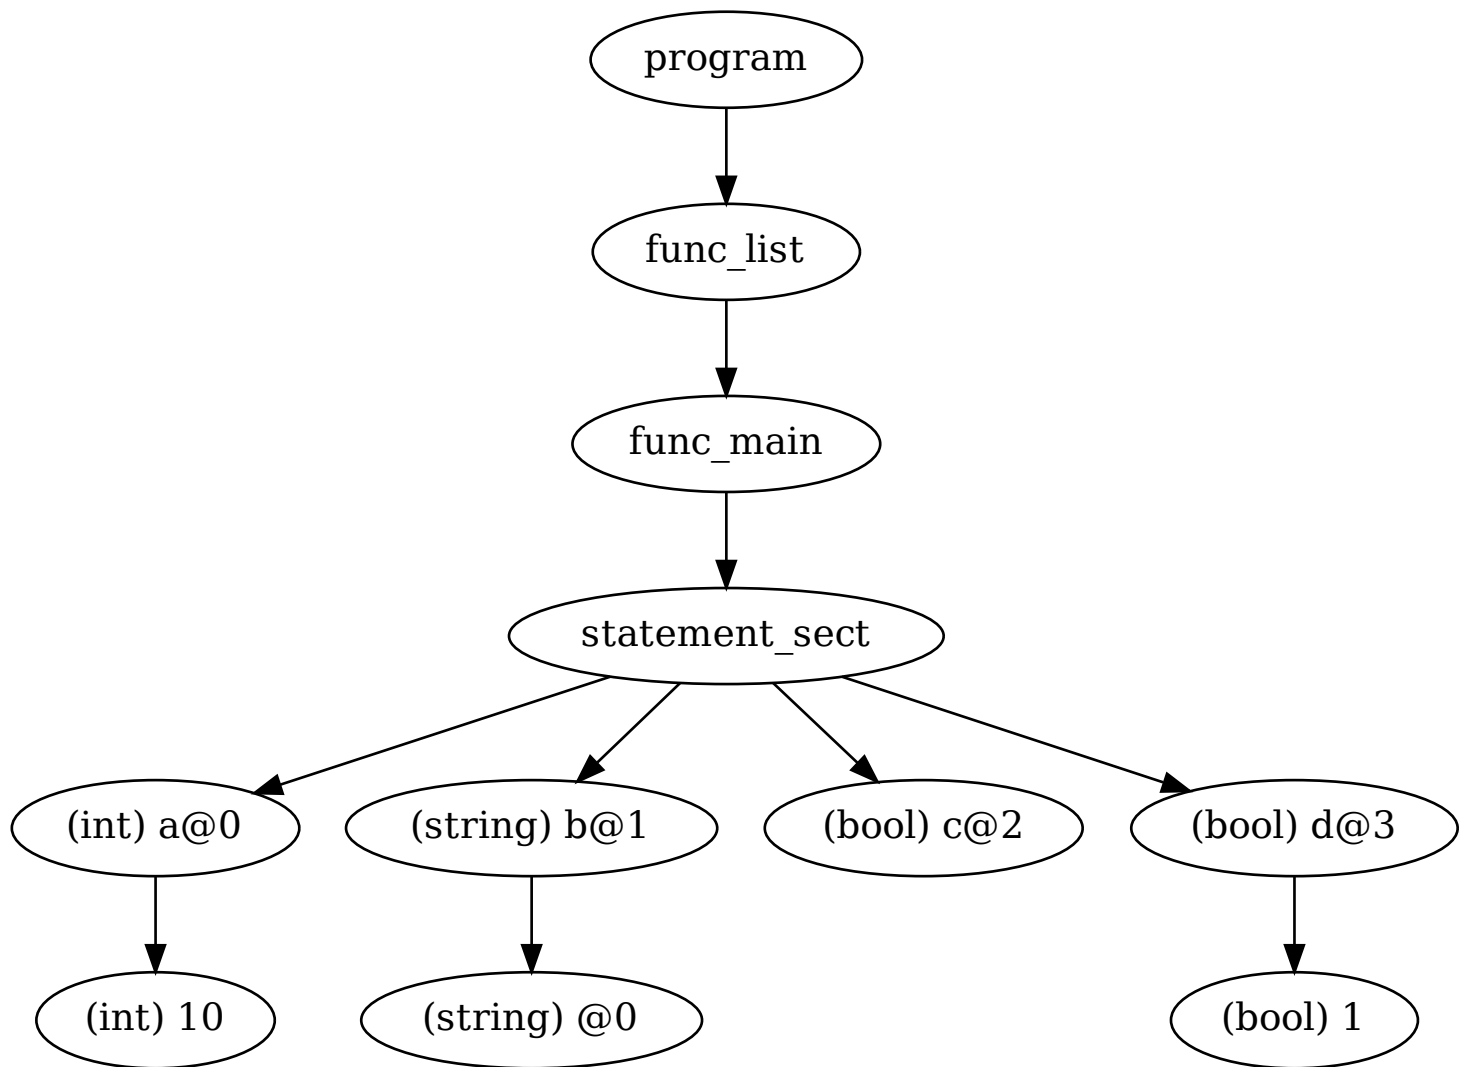 program
func_list
func_main
statement_sect
(int) a@0
(string) b@1
(bool) c@2
(bool) d@3
(int) 10
(string) @0
(bool) 1